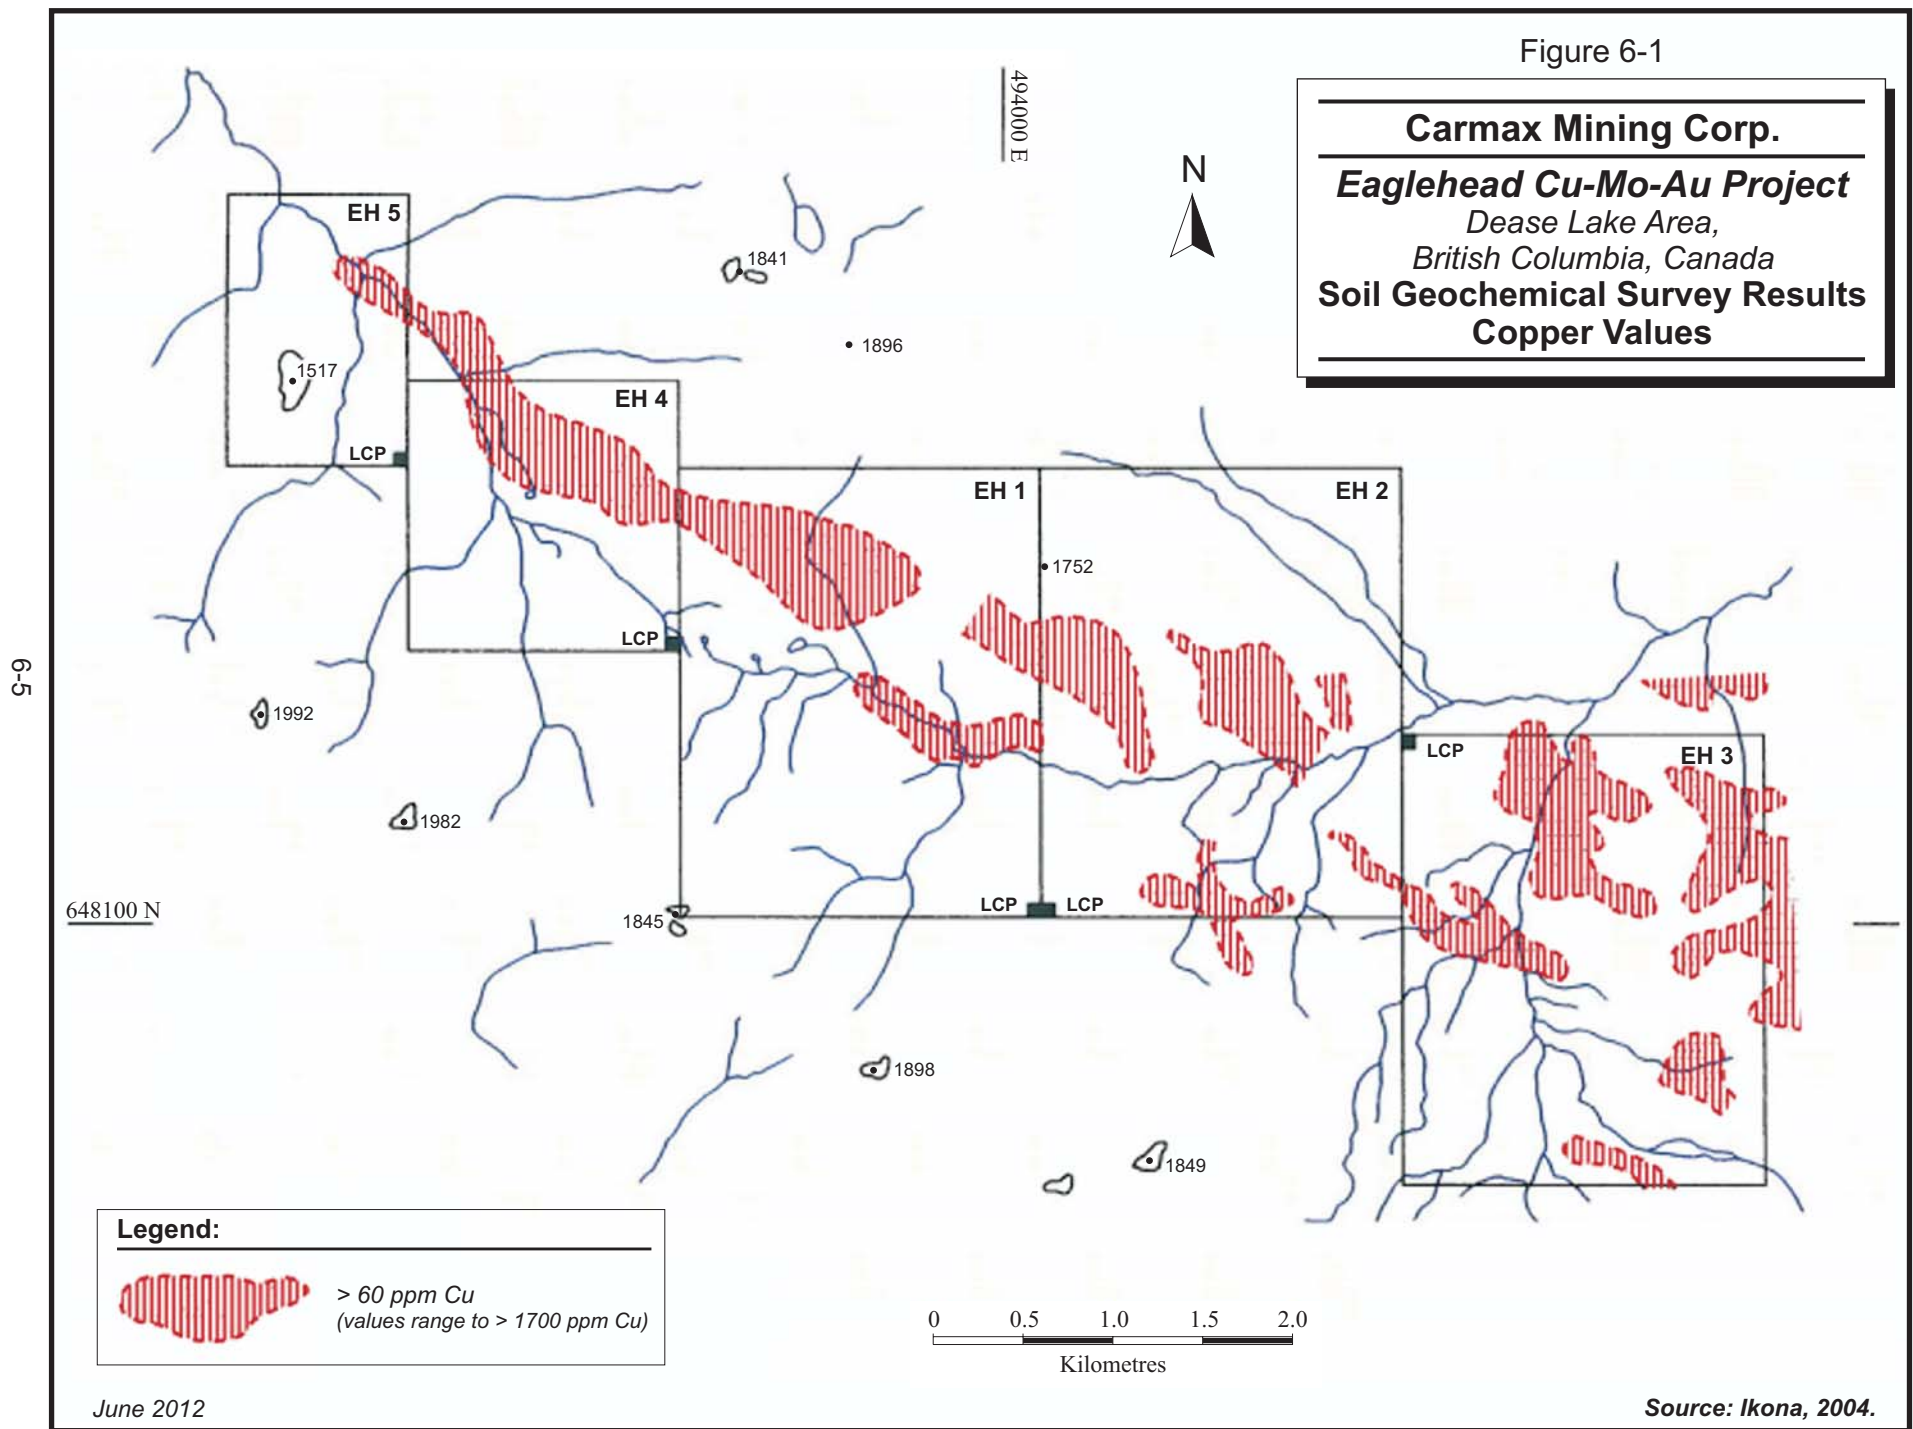 Figure 6-1
Carmax Mining Corp.
Eaglehead Cu-Mo-Au Project
Dease Lake Area,
British Columbia, Canada
Soil Geochemical Survey Results
Copper Values
494000 E
N
EH 5
1841
1896
1517
EH 4
LCP
EH 1
EH 2
1752
LCP
1992
LCP
EH 3
1982
648100 N
1845
LCP
LCP
1898
1849
6-5
Legend:
> 60 ppm Cu
(values range to > 1700 ppm Cu)
0 0.5 1.0 1.5 2.0
Kilometres
June 2012
Source: Ikona, 2004.